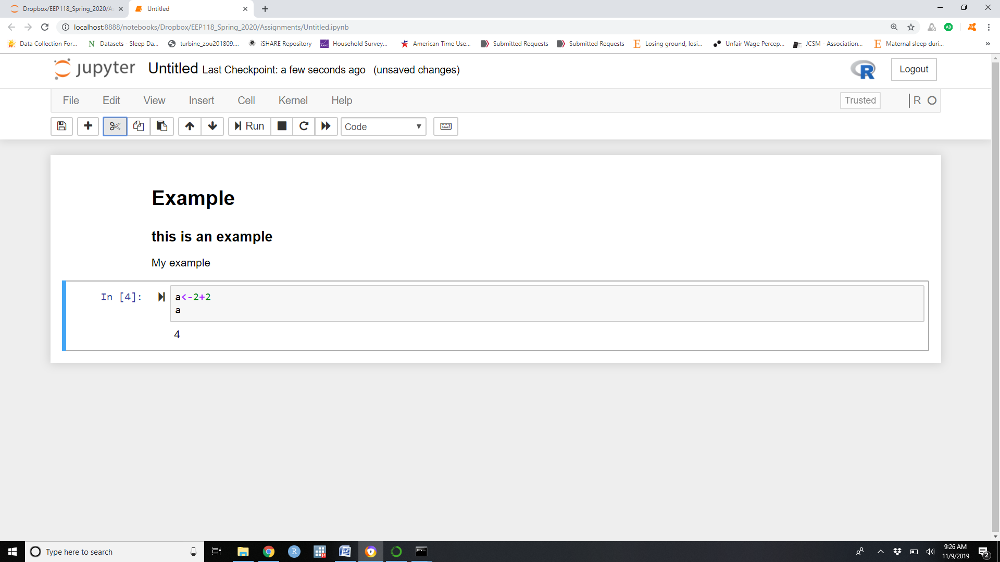 Dropbox/EEP118_Spring_2020/A
Untitled
localhost:8888/notebooks/Dropbox/EEP118_Spring_2020/Assignments/Untitled.ipynb
AD
Data Collection For...
N Datasets - Sleep Da...
turbine_zou201809....
iSHARE Repository
RAND Household Survey...
American Time Use...
Submitted Requests
Submitted Requests
E Losing ground, losi...
Unfair Wage Percep...
JCSM - Association...
E Maternal sleep duri...
»
jupyter Untitled Last Checkpoint: a few seconds ago (unsaved changes)
R
Logout
File Edit View Insert Cell Kernel Help
Trusted
R
Run
Code
Example
this is an example
My example
In [4]:
a<-2+2
a
4
Type here to search
R
14
W
9:26 AM
11/9/2019
2